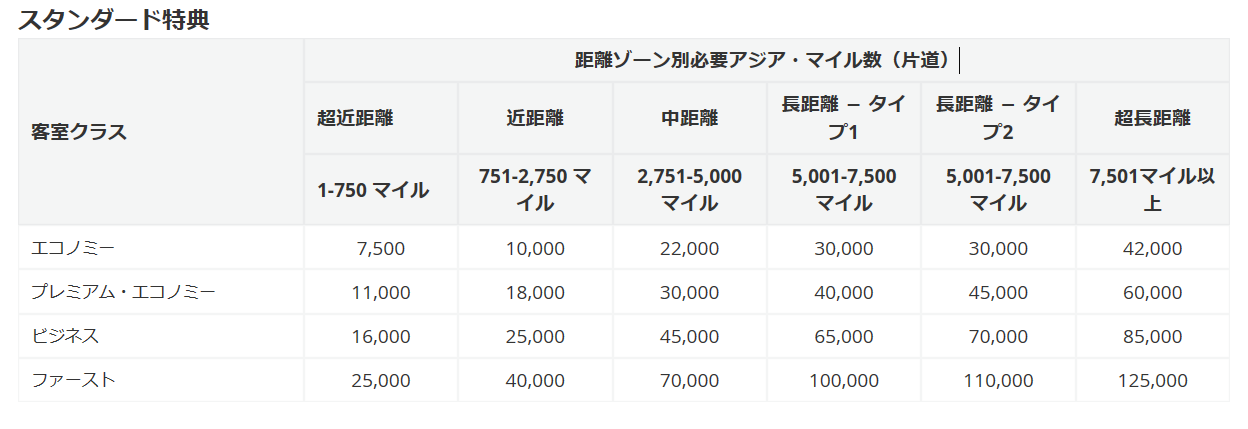 スタンダード特典
距離ゾーン別必要アジア・マイル数（片道）
客室クラス
超近距離 近距離 中距離 長距離 – タイプ1 長距離 – タイプ2 超長距離
1-750 マイル 751-2,750 マイル 2,751-5,000 マイル 5,001-7,500 マイル 5,001-7,500 マイル 7,501マイル以上
エコノミー 7,500 10,000 22,000 30,000 30,000 42,000
プレミアム・エコノミー 11,000 18,000 30,000 40,000 45,000 60,000
ビジネス 16,000 25,000 45,000 65,000 70,000 85,000
ファースト 25,000 40,000 70,000 100,000 110,000 125,000